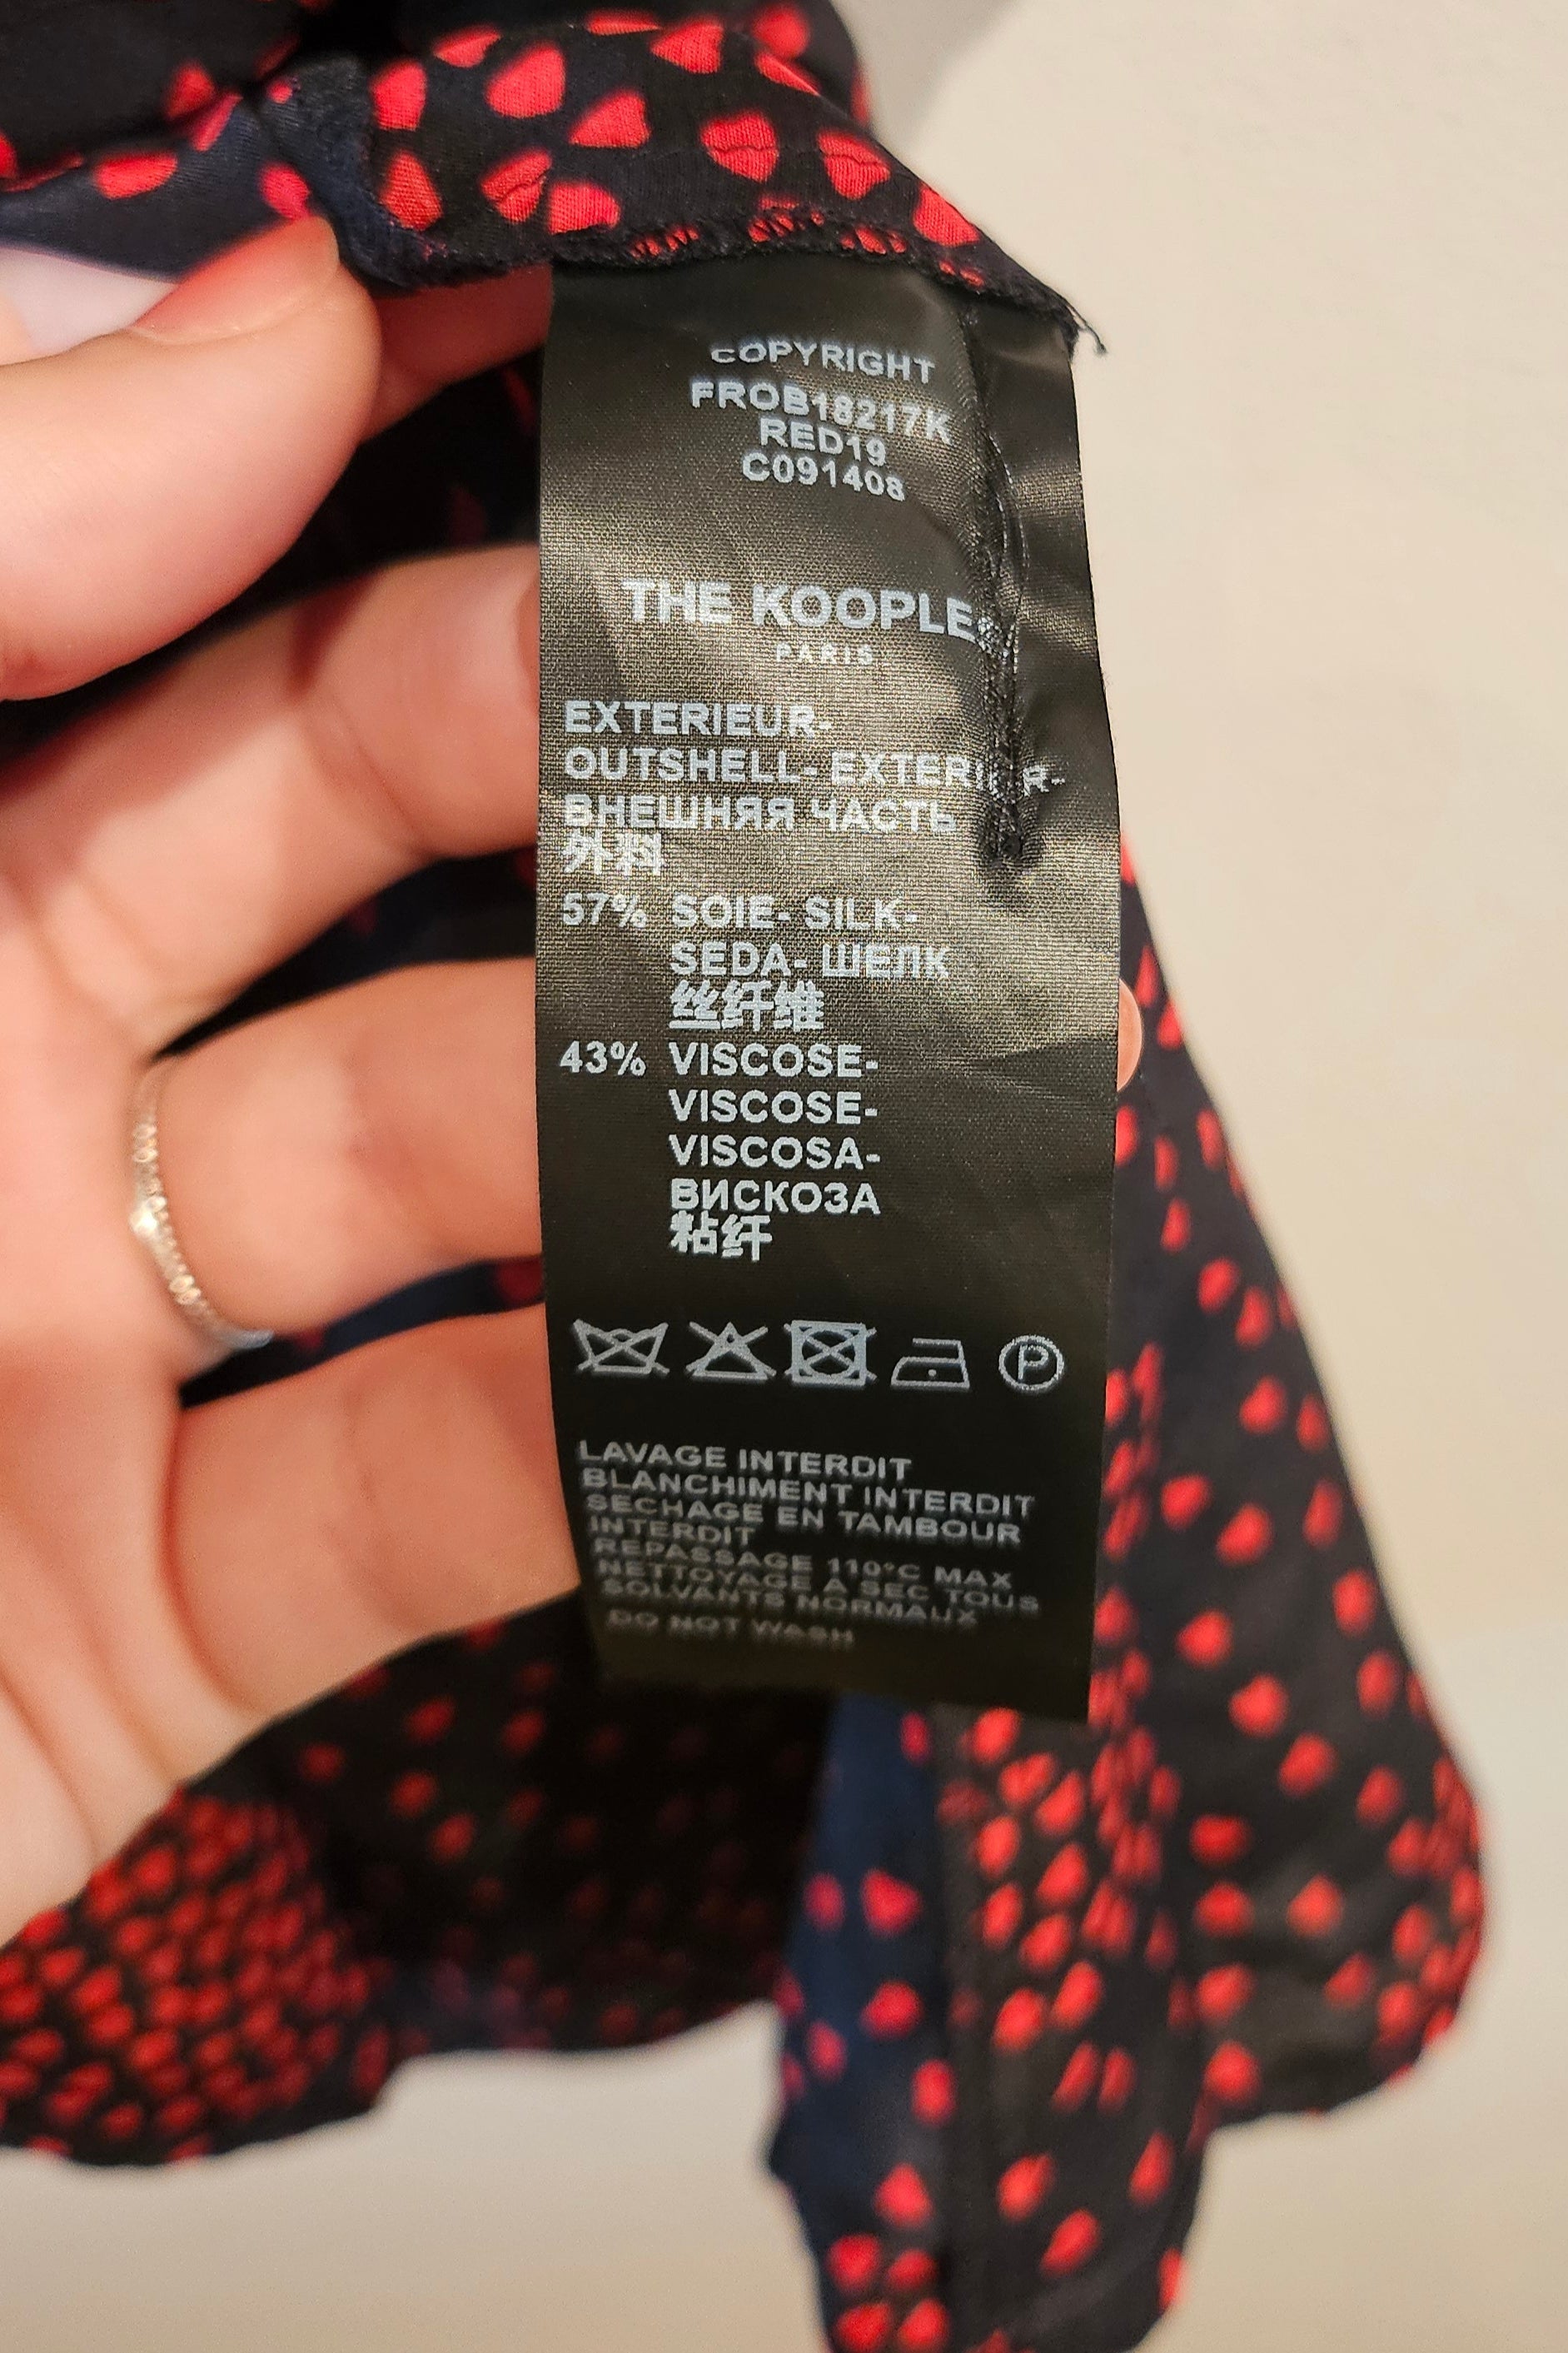 COPYRIGHT
FROB18217K
RED19
C091408
THE KOOPLES
PARIS
EXTERIEUR-
OUTSHELL- EXTERIOR-
ВНЕШНЯЯ ЧАСТЬ
外料
57% SOIE- SILK-
SEDA- ШЕЛК
丝纤维
43% VISCOSE-
VISCOSE-
VISCOSA-
ВИСКОЗА
粘纤
P
LAVAGE INTERDIT
BLANCHIMENT INTERDIT
SECHAGE EN TAMBOUR
INTERDIT
REPASSAGE 110°C MAX
NETTOYAGE A SEC TOUS
SOLVANTS NORMAUX
DO NOT WASH